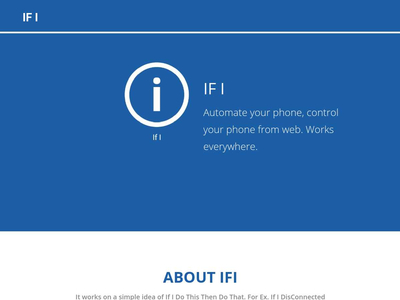 IF I
i
If I
IF I
Automate your phone, control
your phone from web. Works
everywhere.
ABOUT IFI
It works on a simple idea of If I Do This Then Do That. For Ex. If I DisConnected